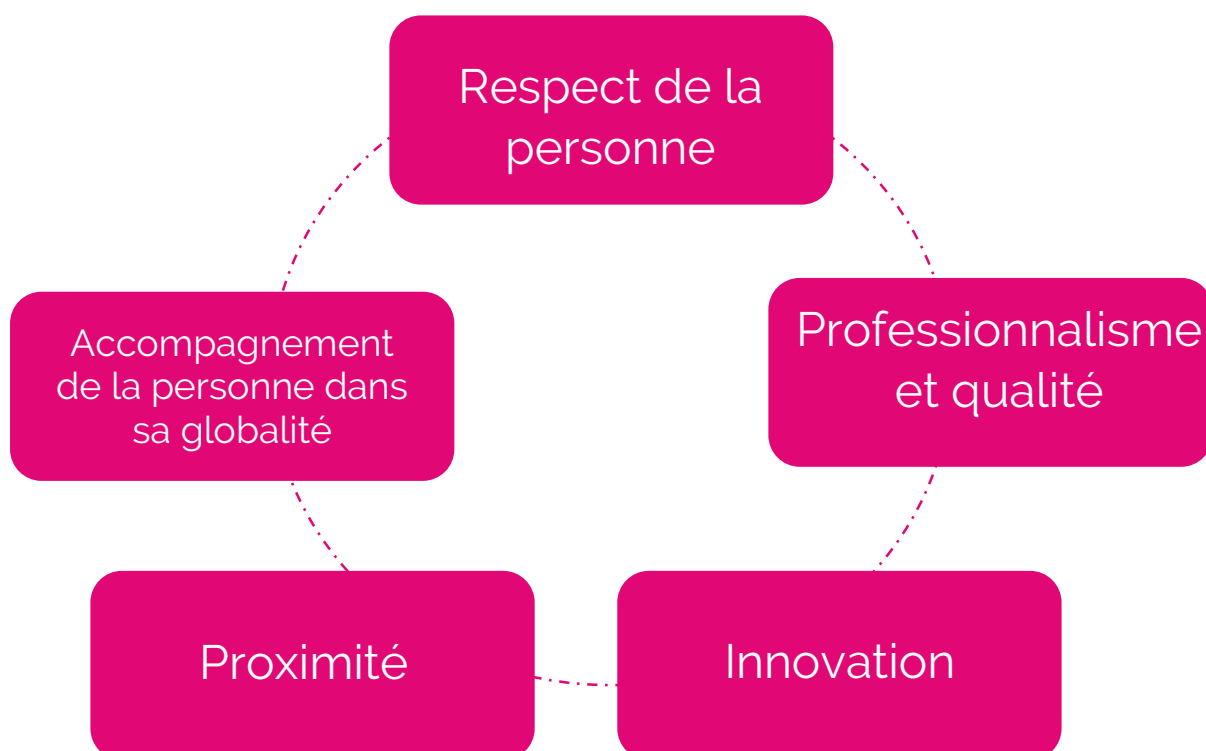 Respect de la
personne
Professionnalisme
et qualité
Innovation
Proximité
Accompagnement
de la personne dans
sa globalité